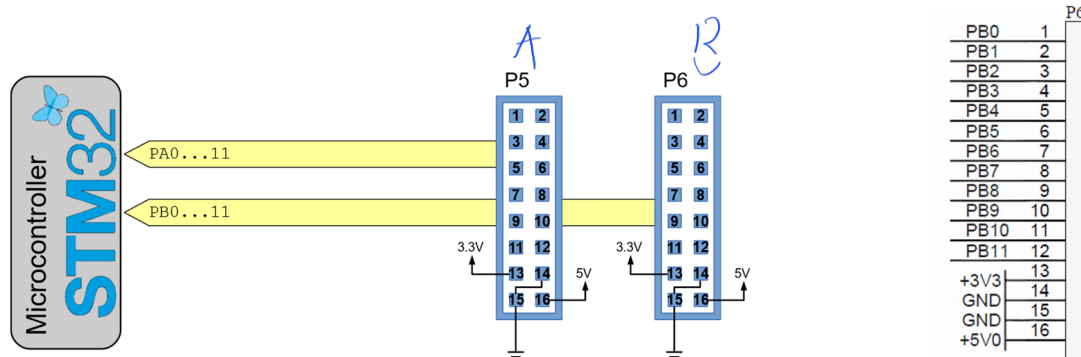 A
B
P5
P6
Microcontroller
STM32
PA0...11
PB0...11
1 2
3 4
5 6
7 8
9 10
11 12
13 14
15 16
3.3V
5V
1 2
3 4
5 6
7 8
9 10
11 12
13 14
15 16
3.3V
5V
P6
PB0 1
PB1 2
PB2 3
PB3 4
PB4 5
PB5 6
PB6 7
PB7 8
PB8 9
PB9 10
PB10 11
PB11 12
+3V3 13
GND 14
GND 15
+5V0 16